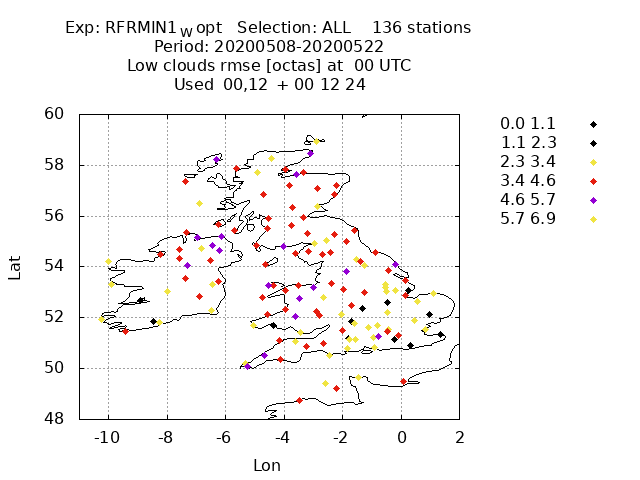 Exp: RFRMIN1_W opt Selection: ALL 136 stations
Period: 20200508-20200522
Low clouds rmse [octas] at 00 UTC
Used 00,12 + 00 12 24
60
58
56
54
52
50
48
-10 -8 -6 -4 -2 0 2
Lat
Lon
0.0 1.1
1.1 2.3
2.3 3.4
3.4 4.6
4.6 5.7
5.7 6.9